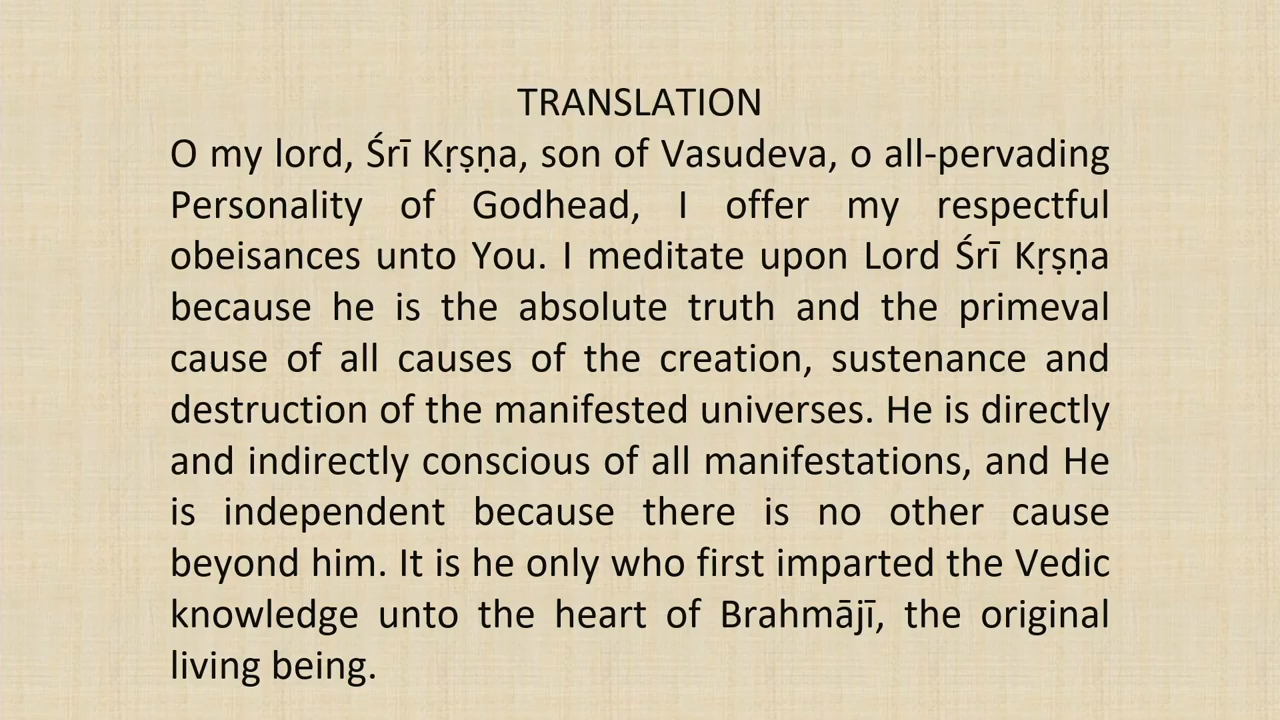 TRANSLATION
O my lord, Śrī Kṛṣṇa, son of Vasudeva, o all-pervading
Personality of Godhead, I offer my respectful
obeisances unto You. I meditate upon Lord Śrī Kṛṣṇa
because he is the absolute truth and the primeval
cause of all causes of the creation, sustenance and
destruction of the manifested universes. He is directly
and indirectly conscious of all manifestations, and He
is independent because there is no other cause
beyond him. It is he only who first imparted the Vedic
knowledge unto the heart of Brahmājī, the original
living being.